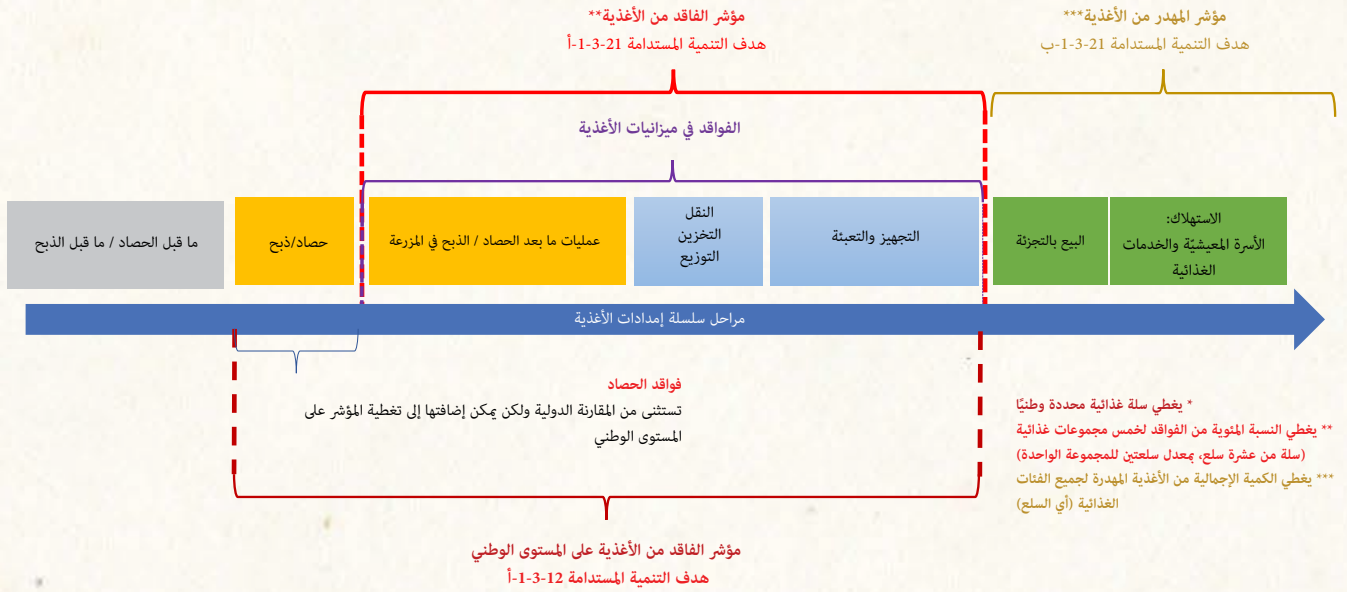 مؤشر الفاقد من الأغذية**
هدف التنمية المستدامة 21-3-1-أ
مؤشر المهدر من الأغذية***
هدف التنمية المستدامة 21-3-1-ب
الفواقد في ميزانيات الأغذية
ما قبل الحصاد / ما قبل الذبح
حصاد/ذبح
عمليات ما بعد الحصاد / الذبح في المزرعة
النقل
التخزين
التوزيع
التجهيز والتعبئة
البيع بالتجزئة
الاستهلاك:
الأسرة المعيشيّة والخدمات
الغذائية
مراحل سلسلة إمدادات الأغذية
فواقد الحصاد
تستثنى من المقارنة الدولية ولكن يمكن إضافتها إلى تغطية المؤشر على
المستوى الوطني
* يغطي سلة غذائية محددة وطنيًا
** يغطي النسبة المئوية من الفواقد لخمس مجموعات غذائية
(سلة من عشرة سلع، بمعدل سلعتين للمجموعة الواحدة)
*** يغطي الكمية الإجمالية من الأغذية المهدرة لجميع الفئات
الغذائية (أي السلع)
مؤشر الفاقد من الأغذية على المستوى الوطني
هدف التنمية المستدامة 12-3-1-أ